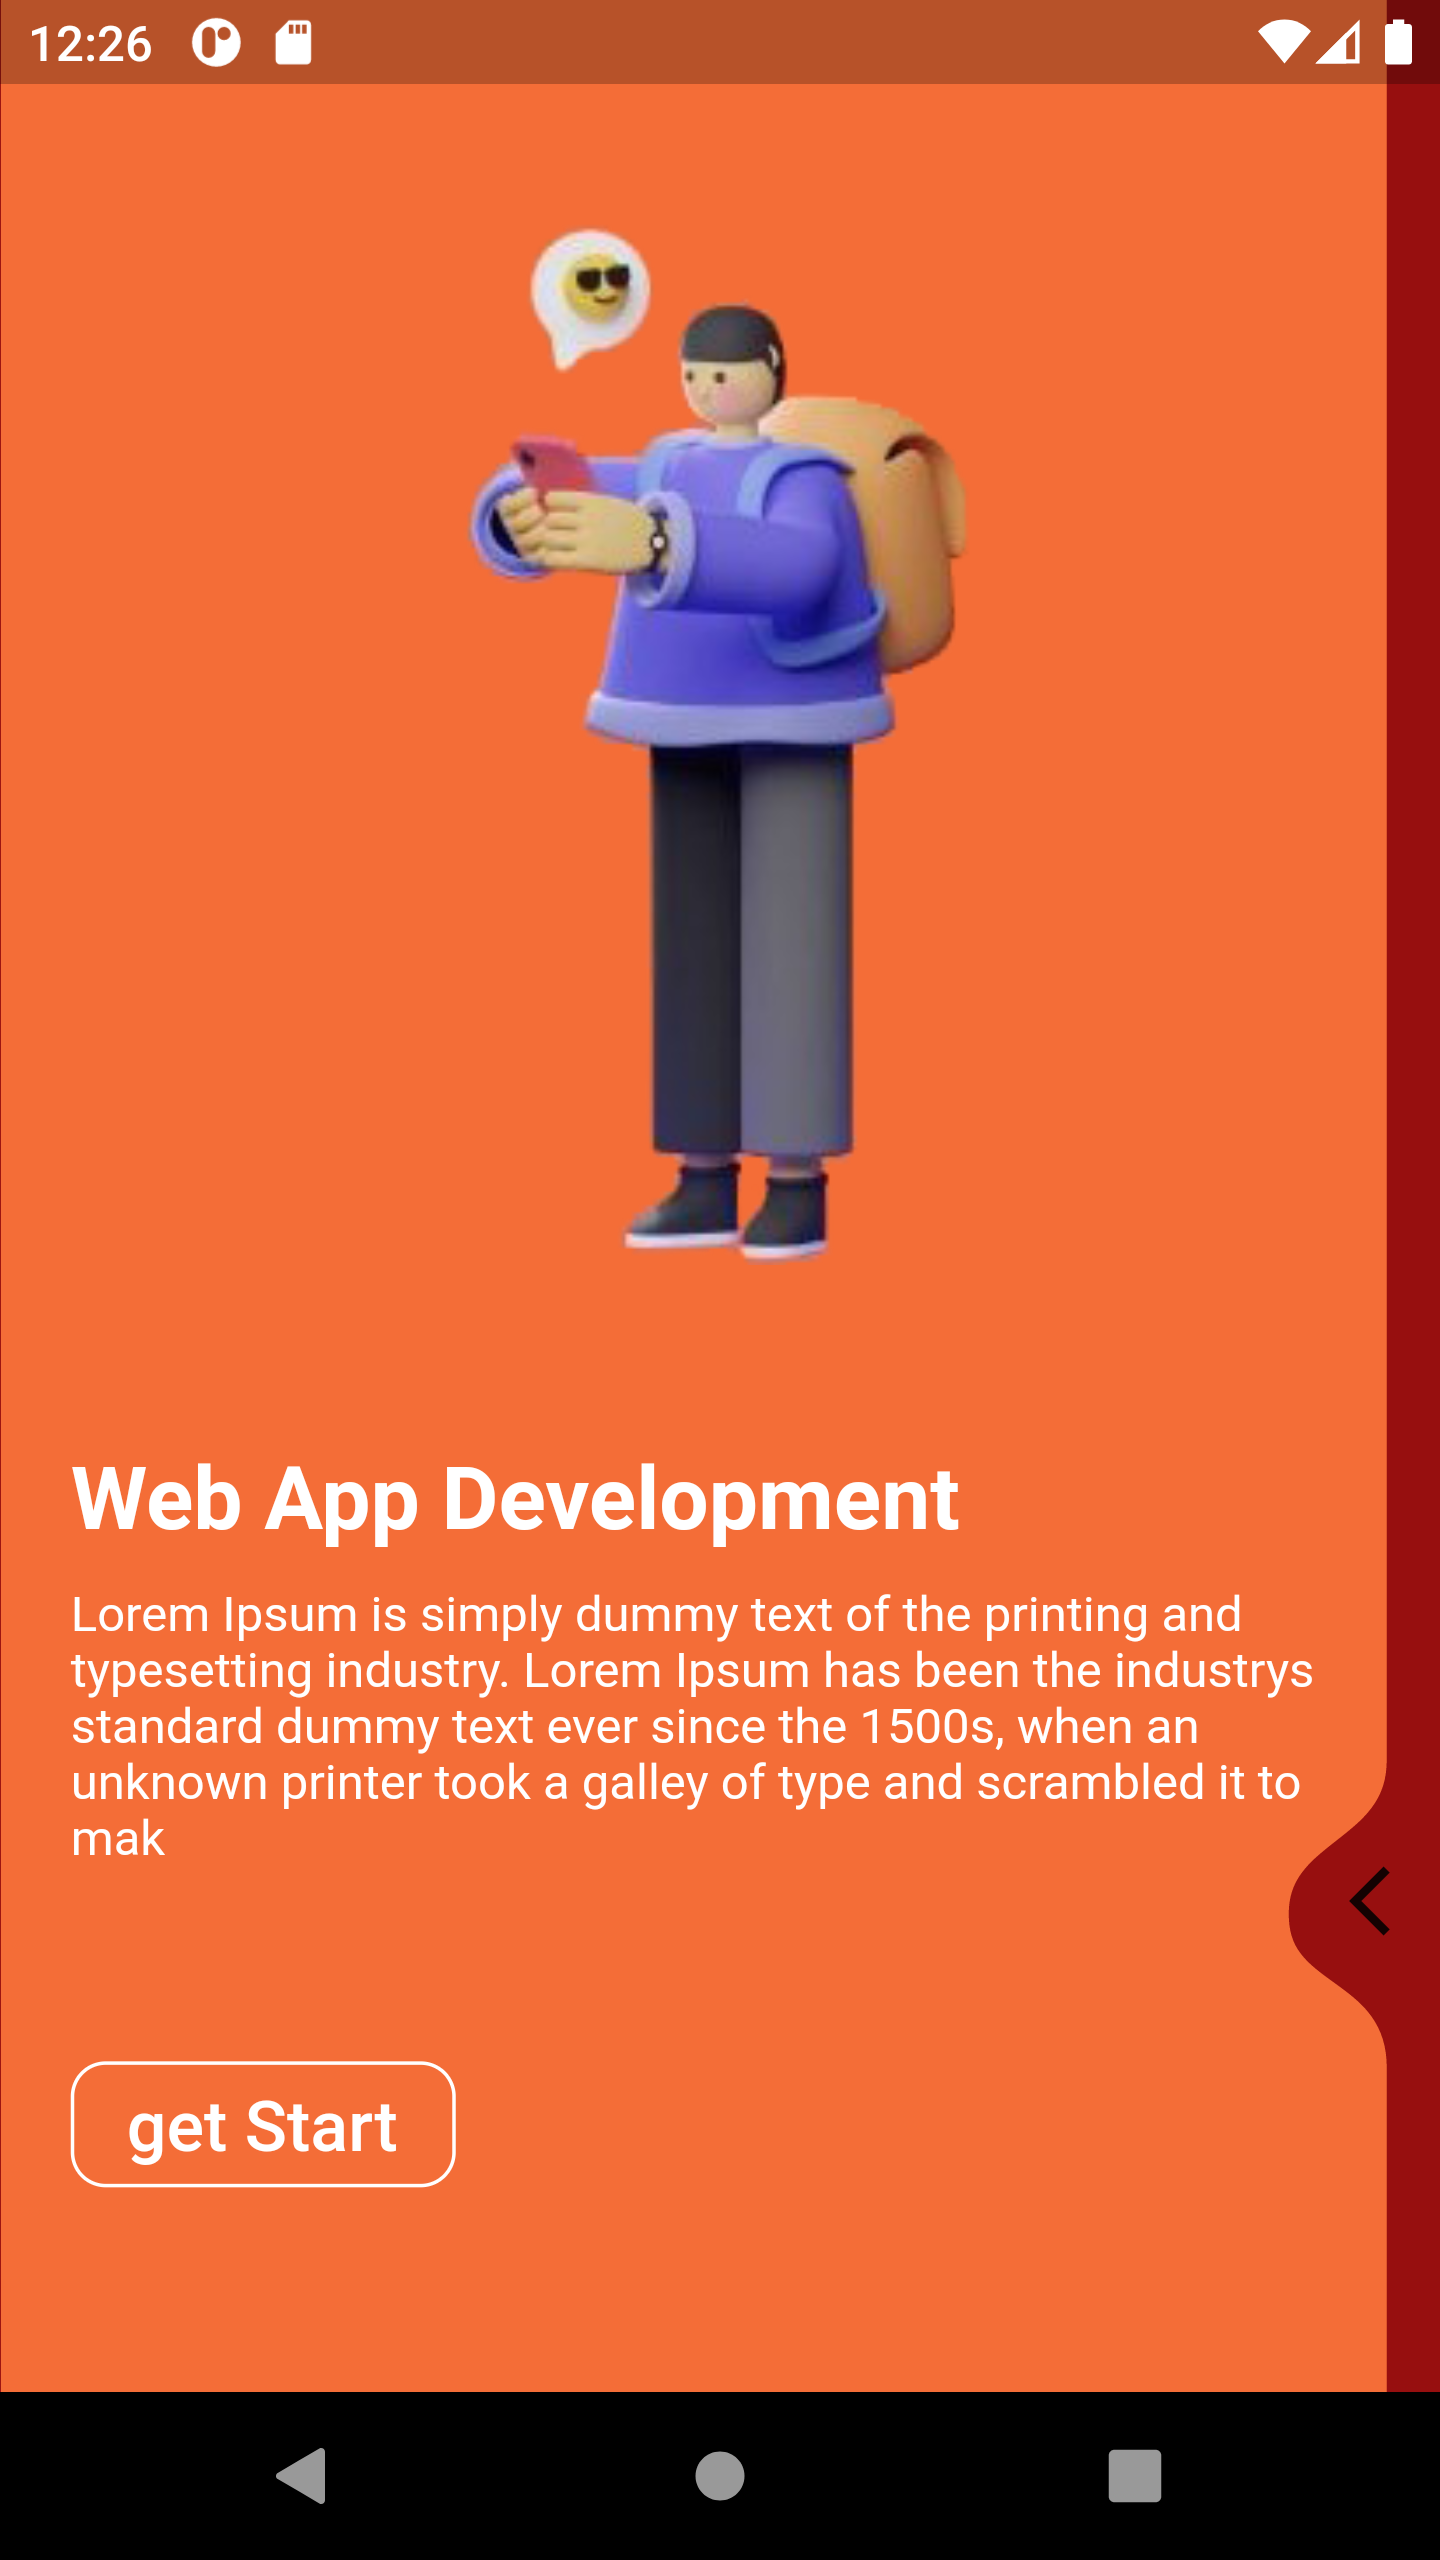 12:26
Web App Development
Lorem Ipsum is simply dummy text of the printing and
typesetting industry. Lorem Ipsum has been the industrys
standard dummy text ever since the 1500s, when an
unknown printer took a galley of type and scrambled it to
mak
get Start